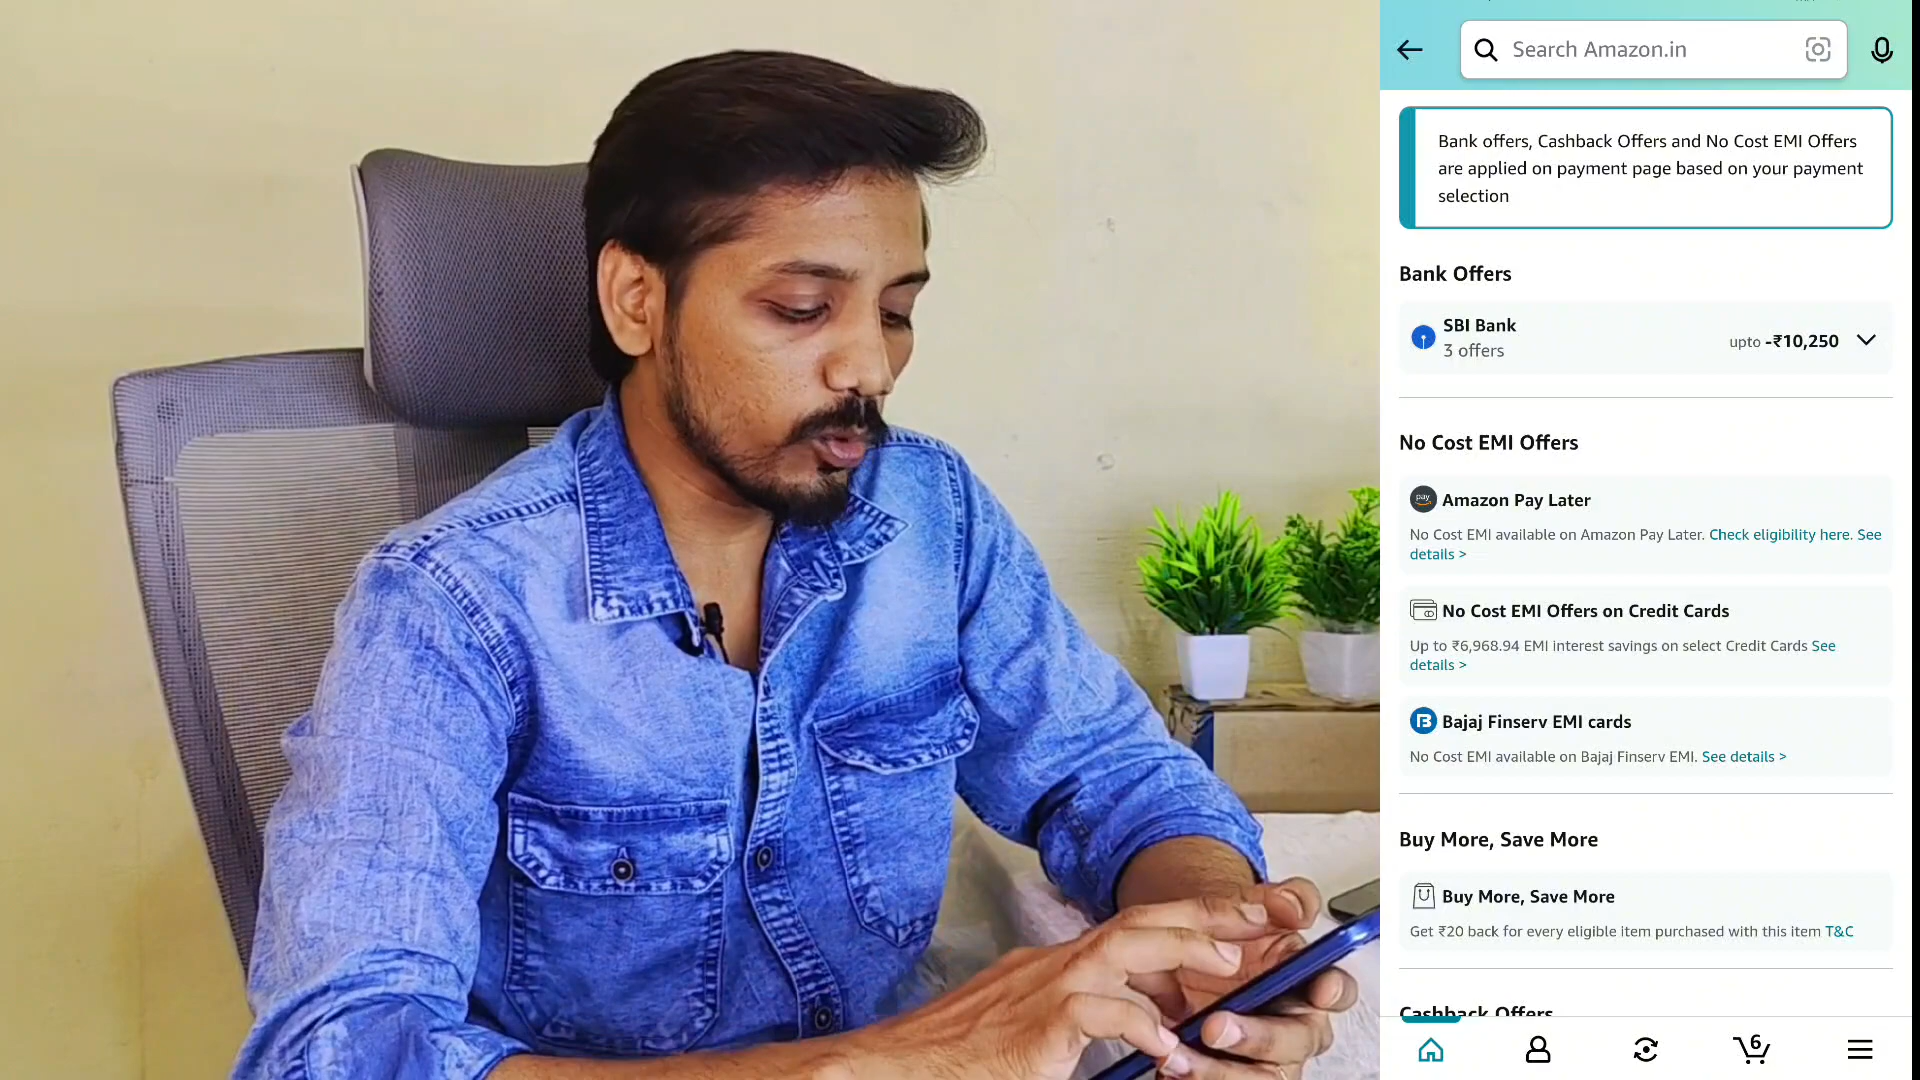 Search Amazon.in
Bank offers, Cashback Offers and No Cost EMI Offers
are applied on payment page based on your payment
selection
Bank Offers
SBI Bank
3 offers
upto -₹10,250
No Cost EMI Offers
pay
Amazon Pay Later
No Cost EMI available on Amazon Pay Later. Check eligibility here. See
details >
No Cost EMI Offers on Credit Cards
Up to ₹6,968.94 EMI interest savings on select Credit Cards See
details >
B
Bajaj Finserv EMI cards
No Cost EMI available on Bajaj Finserv EMI. See details >
Buy More, Save More
Buy More, Save More
Get ₹20 back for every eligible item purchased with this item T&C
Cashback Offers
6